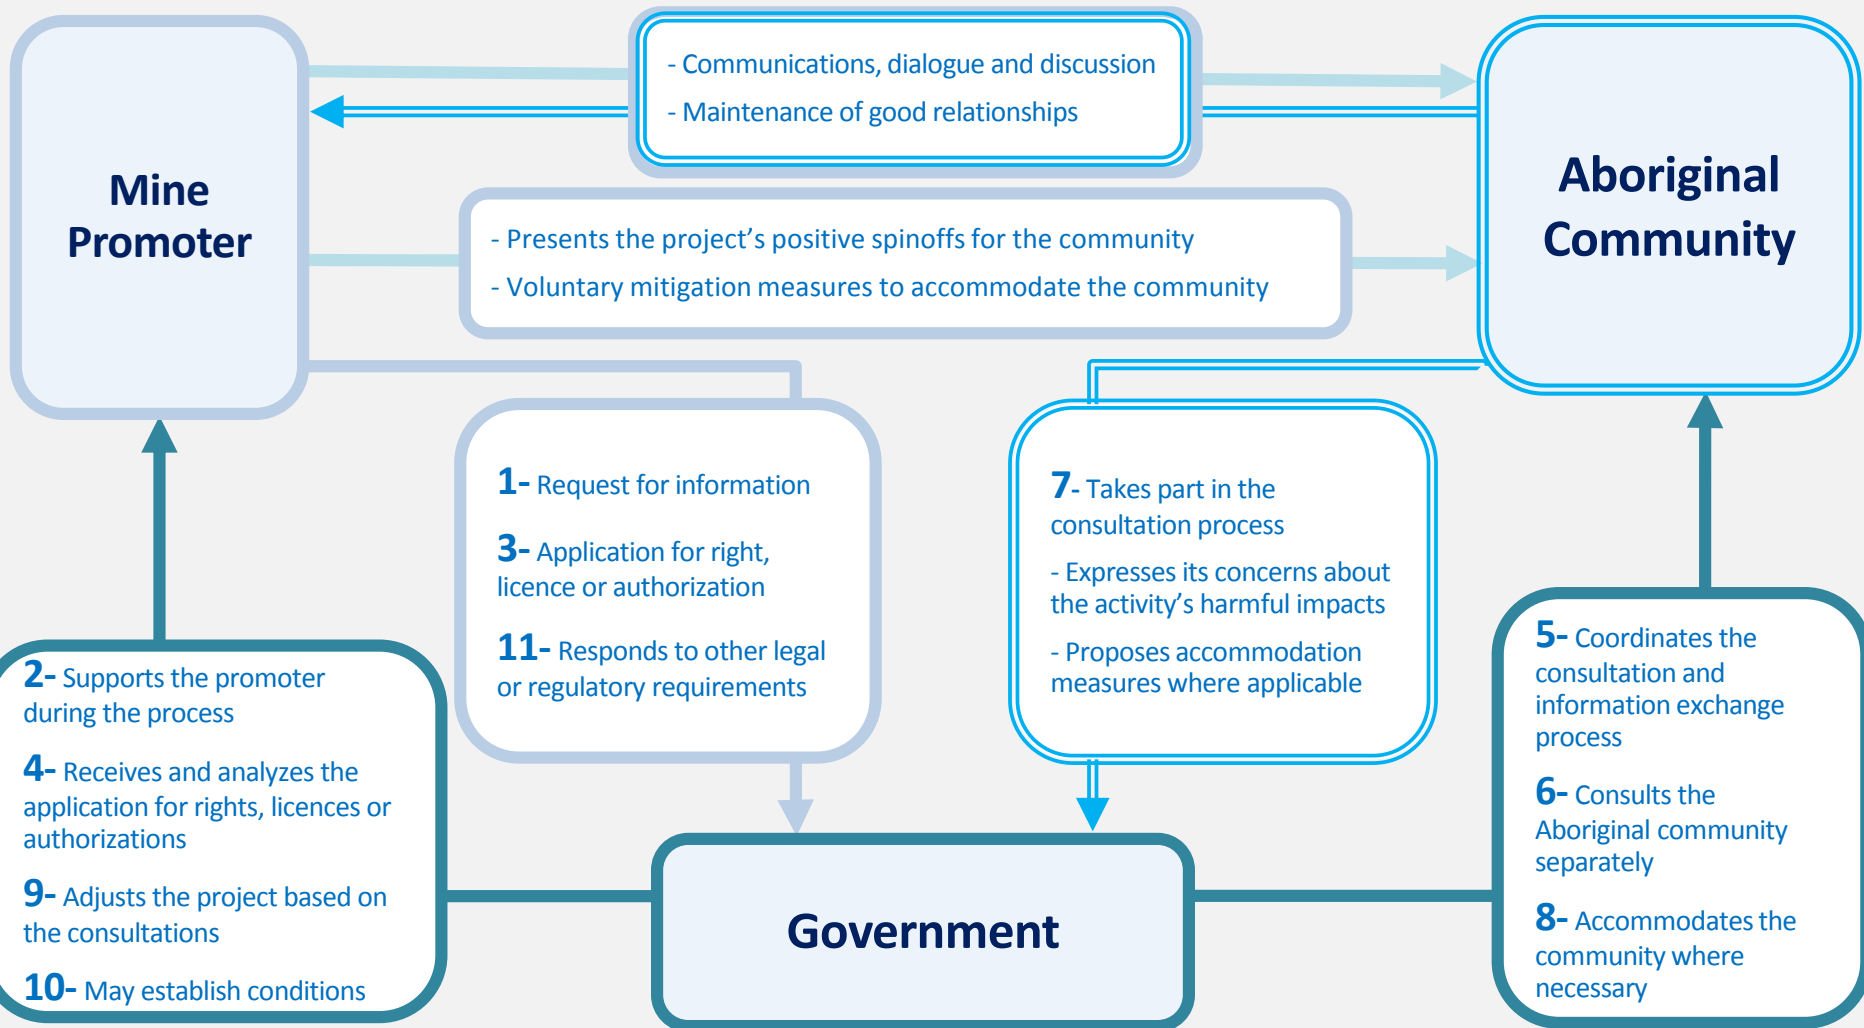 Mine
Promoter
- Communications, dialogue and discussion
- Maintenance of good relationships
- Presents the project's positive spinoffs for the community
- Voluntary mitigation measures to accommodate the community
Aboriginal
Community
1- Request for information
3- Application for right,
licence or authorization
11- Responds to other legal
or regulatory requirements
7- Takes part in the
consultation process
- Expresses its concerns about
the activity's harmful impacts
- Proposes accommodation
measures where applicable
2- Supports the promoter
during the process
4- Receives and analyzes the
application for rights, licences or
authorizations
9- Adjusts the project based on
the consultations
10- May establish conditions
Government
5- Coordinates the
consultation and
information exchange
process
6- Consults the
Aboriginal community
separately
8- Accommodates the
community where
necessary